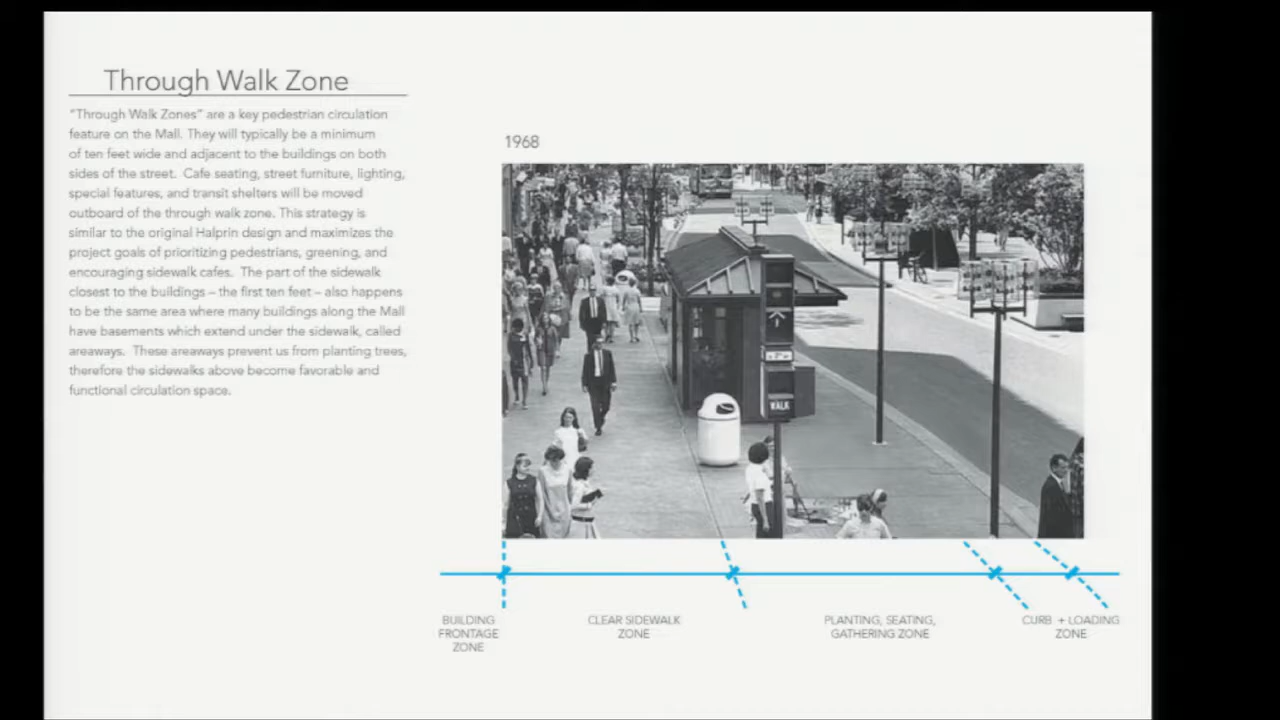 Through Walk Zone
"Through Walk Zones" are a key pedestrian circulation
feature on the Mall. They will typically be a minimum
of ten feet wide and adjacent to the buildings on both
sides of the street. Cafe seating, street furniture, lighting,
special features, and transit shelters will be moved
outboard of the through walk zone. This strategy is
similar to the original Halprin design and maximizes the
project goals of prioritizing pedestrians, greening, and
encouraging sidewalk cafes. The part of the sidewalk
closest to the buildings – the first ten feet – also happens
to be the same area where many buildings along the Mall
have basements which extend under the sidewalk, called
areaways. These areaways prevent us from planting trees,
therefore the sidewalks above become favorable and
functional circulation space.
1968
WALK
BUILDING
FRONTAGE
ZONE
CLEAR SIDEWALK
ZONE
PLANTING, SEATING,
GATHERING ZONE
CURB + LOADING
ZONE